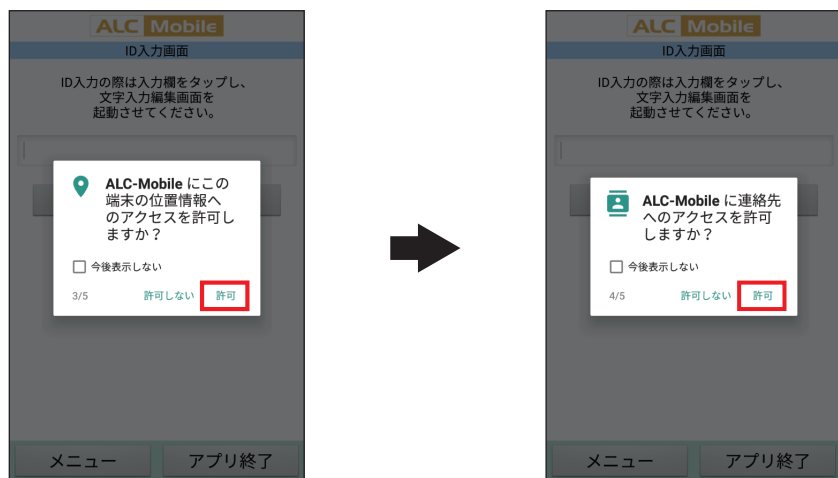 ALC Mobile
ID入力画面
ID入力の際は入力欄をタップし、
文字入力編集画面を
起動させてください。
ALC-Mobile にこの
端末の位置情報へ
のアクセスを許可し
ますか？
今後表示しない
3/5 許可しない 許可
メニュー アプリ終了
ALC Mobile
ID入力画面
ID入力の際は入力欄をタップし、
文字入力編集画面を
起動させてください。
ALC-Mobile に連絡先
へのアクセスを許可
しますか？
今後表示しない
4/5 許可しない 許可
メニュー アプリ終了